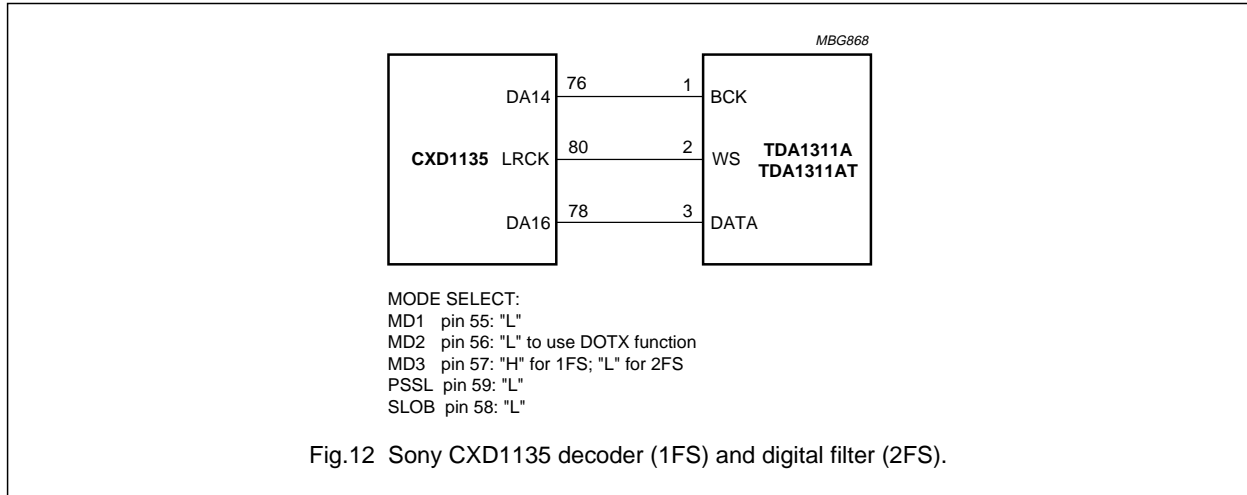 MBG868
DA14 76 1 BCK
CXD1135 LRCK 80 2 WS TDA1311A
TDA1311AT
DA16 78 3 DATA
MODE SELECT:
MD1 pin 55: "L"
MD2 pin 56: "L" to use DOTX function
MD3 pin 57: "H" for 1FS; "L" for 2FS
PSSL pin 59: "L"
SLOB pin 58: "L"
Fig.12 Sony CXD1135 decoder (1FS) and digital filter (2FS).